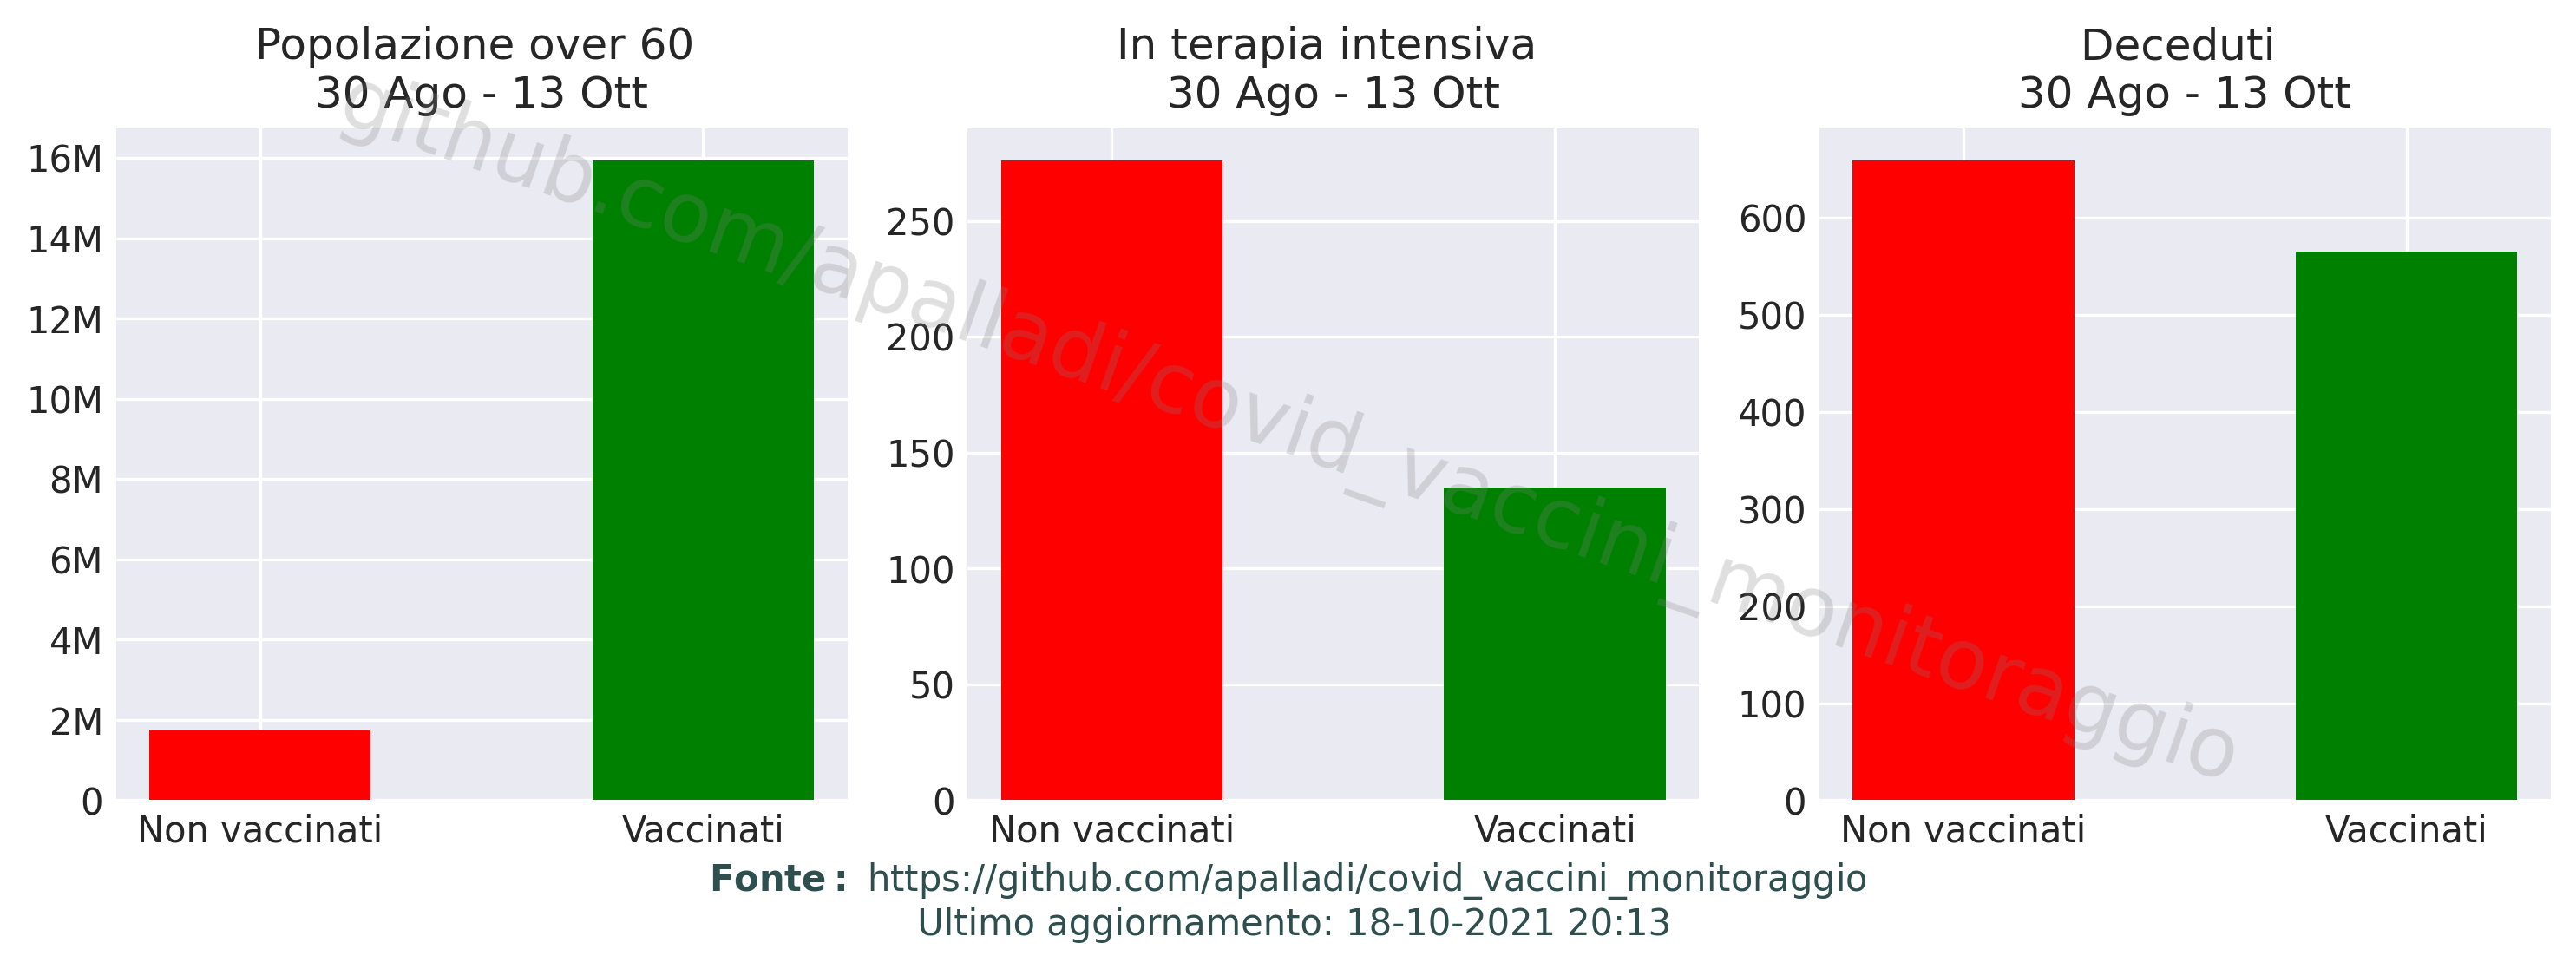 Popolazione over 60
30 Ago - 13 Ott
16M
14M
12M
10M
8M
6M
4M
2M
0
Non vaccinati
Vaccinati
In terapia intensiva
30 Ago - 13 Ott
250
200
150
100
50
0
Non vaccinati
Vaccinati
Deceduti
30 Ago - 13 Ott
600
500
400
300
200
100
0
Non vaccinati
Vaccinati
github.com/apalladi/covid_vaccini_monitoraggio
Fonte: https://github.com/apalladi/covid_vaccini_monitoraggio
Ultimo aggiornamento: 18-10-2021 20:13